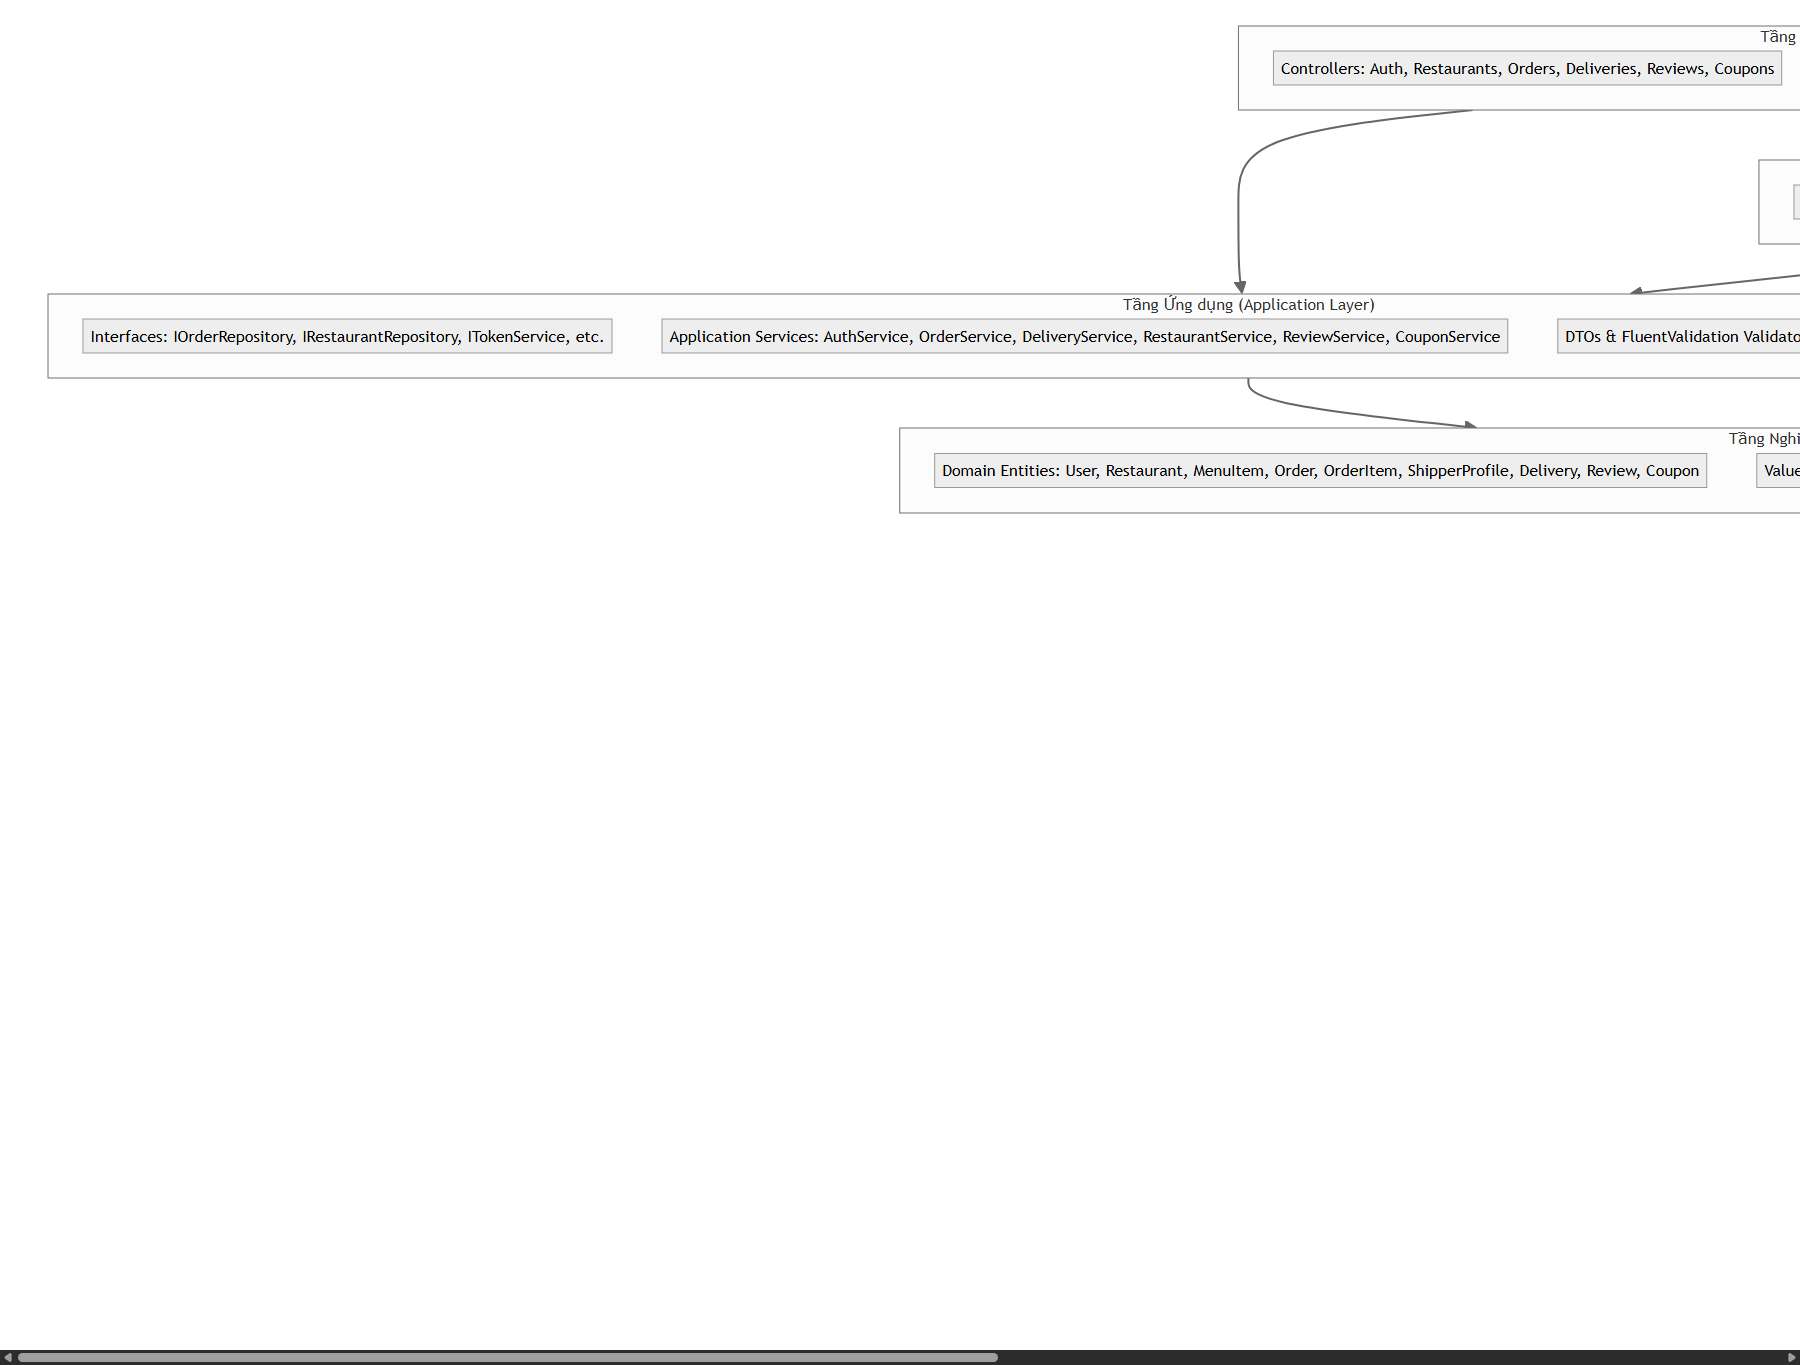 Tầng
Controllers: Auth, Restaurants, Orders, Deliveries, Reviews, Coupons
Tầng Ứng dụng (Application Layer)
Interfaces: IOrderRepository, IRestaurantRepository, ITokenService, etc.
Application Services: AuthService, OrderService, DeliveryService, RestaurantService, ReviewService, CouponService
DTOs & FluentValidation Validato
Tầng Nghi
Domain Entities: User, Restaurant, MenuItem, Order, OrderItem, ShipperProfile, Delivery, Review, Coupon
Value